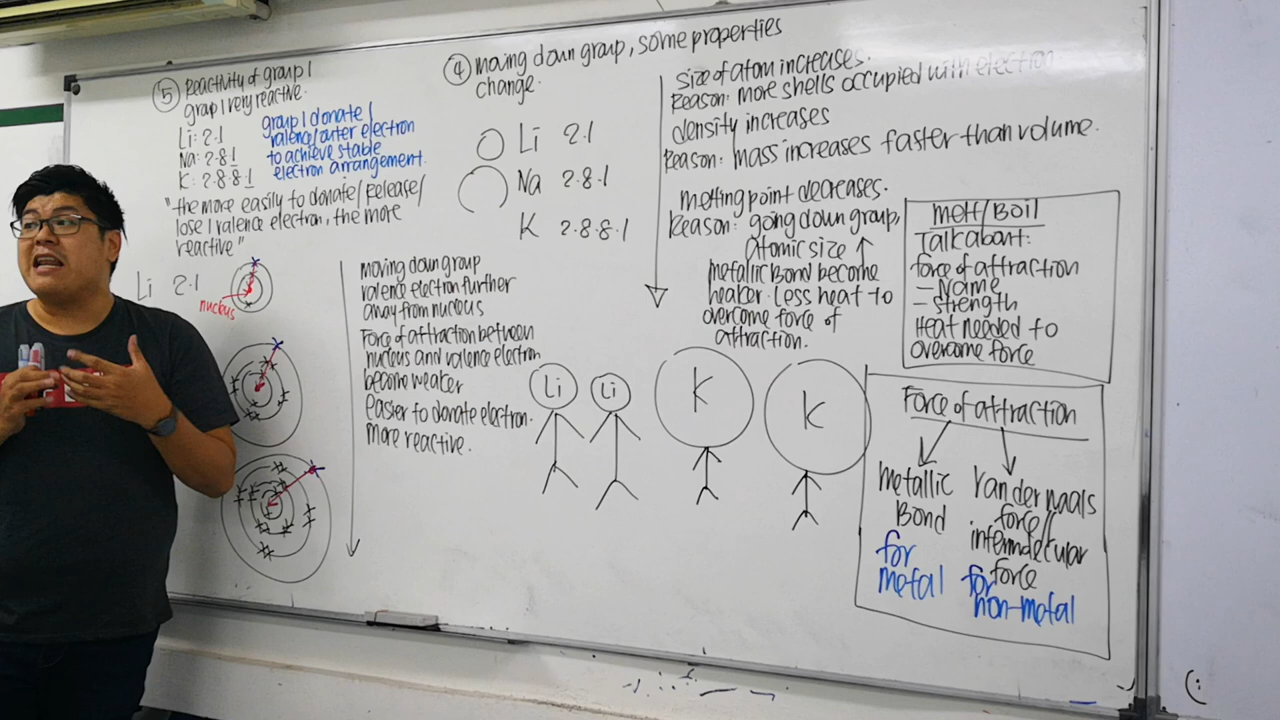 ⑤ Reactivity of group 1
group 1 very reactive.
Li: 2.1
Na: 2.8.1
K: 2.8.8.1
group 1 donate 1
valence/outer electron
to achieve stable
electron arrangement.
"the more easily to donate/release/
lose 1 valence electron, the more
reactive"
Li 2.1
nucleus
moving down group
valence electron further
away from nucleus
Force of attraction between
nucleus and valence electron
become weaker
easier to donate electron.
more reactive.
④ moving down group, some properties
change.
Li 2.1
Na 2.8.1
K 2.8.8.1
size of atom increases.
Reason: more shells occupied with electron
density increases
Reason: mass increases faster than volume.
melting point decreases.
Reason: going down group,
atomic size ↑
metallic Bond become
weaker. Less heat to
overcome force of
attraction.
Li Li K K
melt/Boil
Talk about:
force of attraction
- Name
- strength
Heat needed to
overcome force
Force of attraction
metallic
Bond
for
metal
Van der Waals
force//
intermolecular
force
for
non-metal